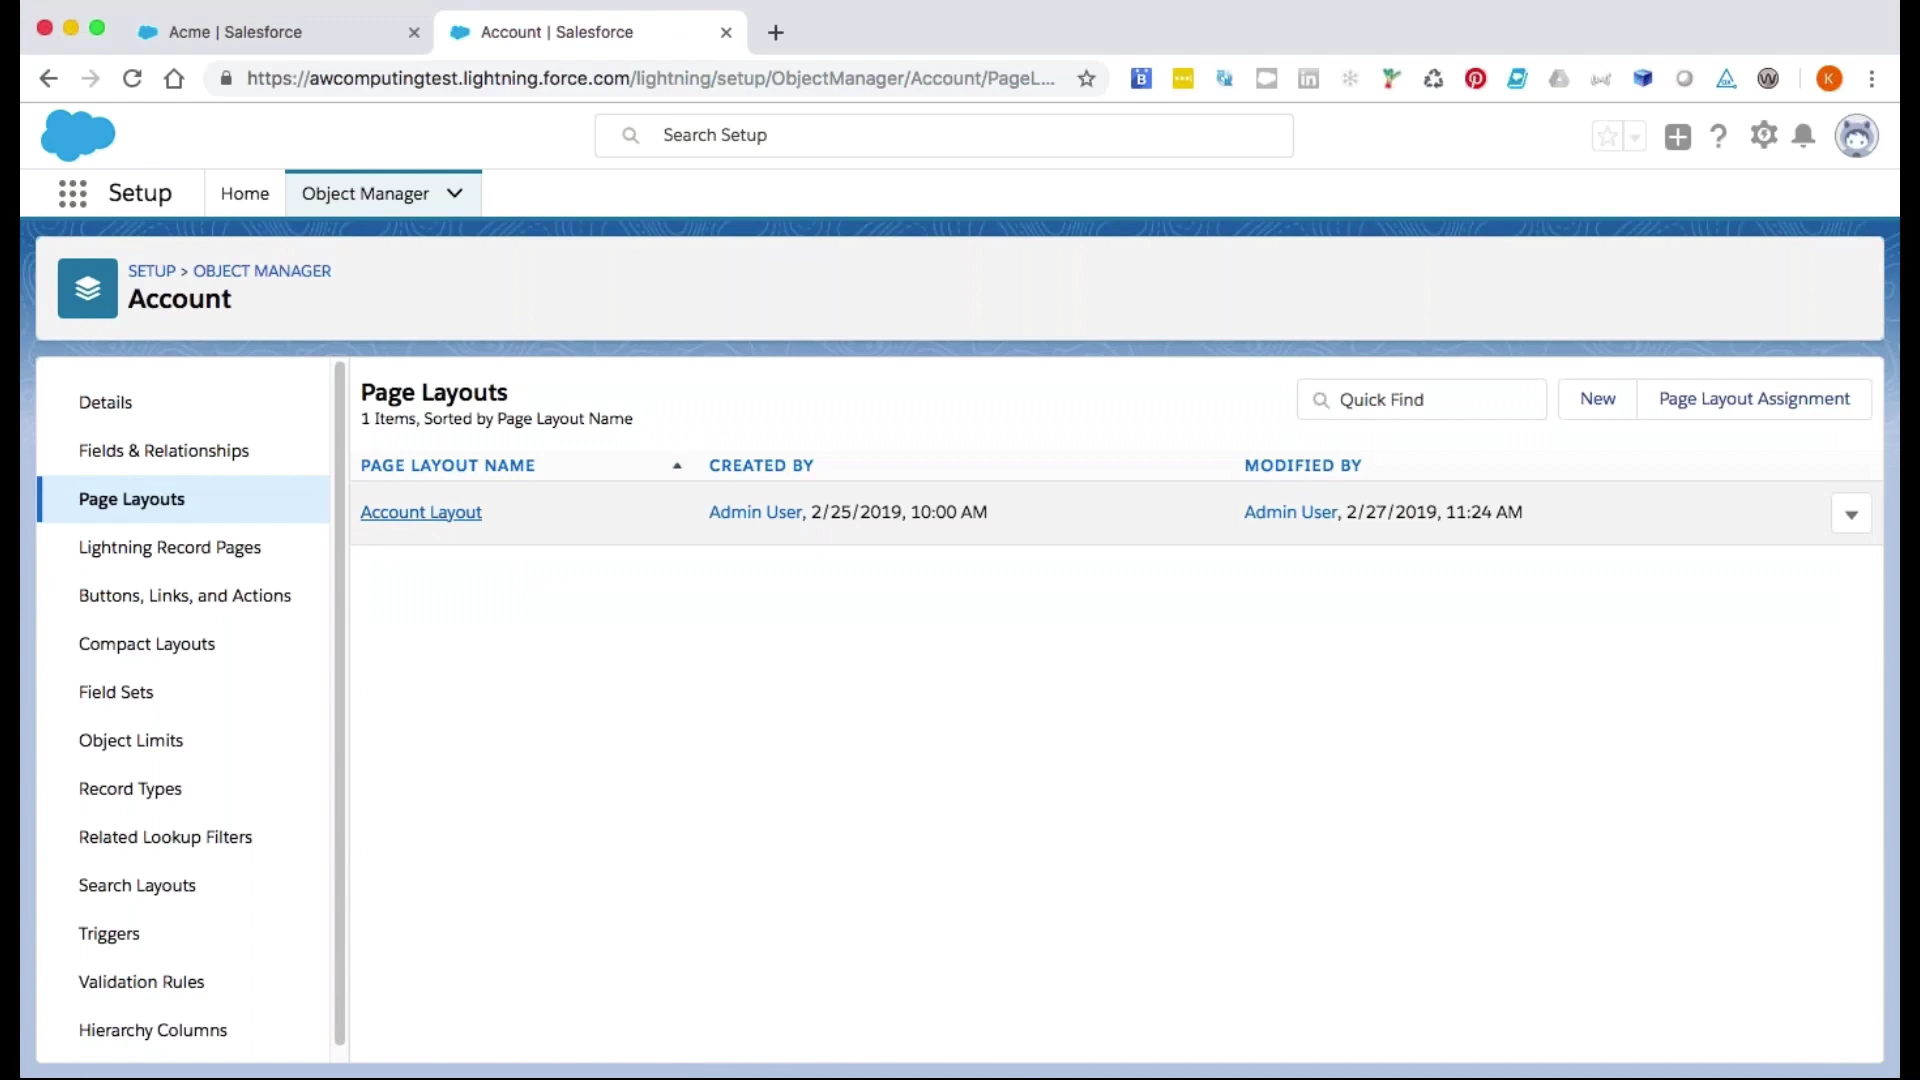 Acme | Salesforce
Account | Salesforce
https://awcomputingtest.lightning.force.com/lightning/setup/ObjectManager/Account/PageL...
K
Search Setup
Setup
Home
Object Manager
SETUP > OBJECT MANAGER
Account
Details
Fields & Relationships
Page Layouts
Lightning Record Pages
Buttons, Links, and Actions
Compact Layouts
Field Sets
Object Limits
Record Types
Related Lookup Filters
Search Layouts
Triggers
Validation Rules
Hierarchy Columns
Page Layouts
1 Items, Sorted by Page Layout Name
Quick Find
New
Page Layout Assignment
PAGE LAYOUT NAME
CREATED BY
MODIFIED BY
Account Layout
Admin User, 2/25/2019, 10:00 AM
Admin User, 2/27/2019, 11:24 AM